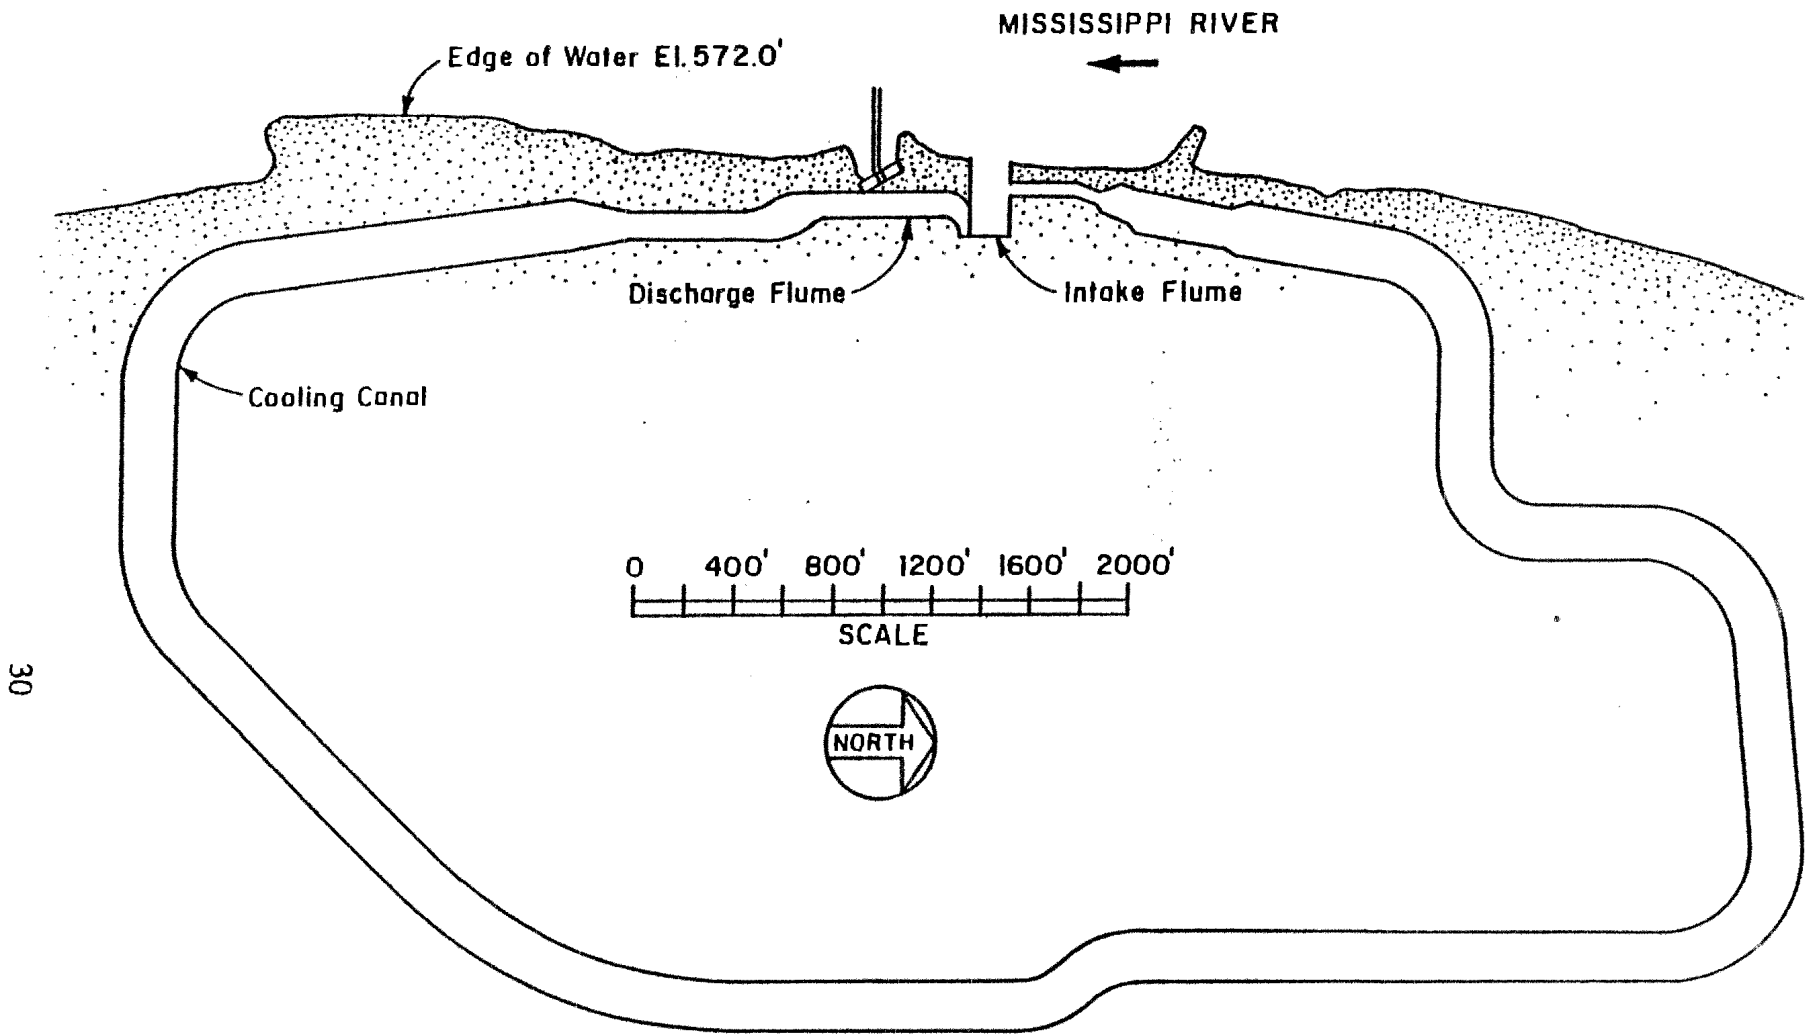 MISSISSIPPI RIVER
Edge of Water El. 572.0'
Discharge Flume
Intake Flume
Cooling Canal
0 400' 800' 1200' 1600' 2000'
SCALE
30
NORTH